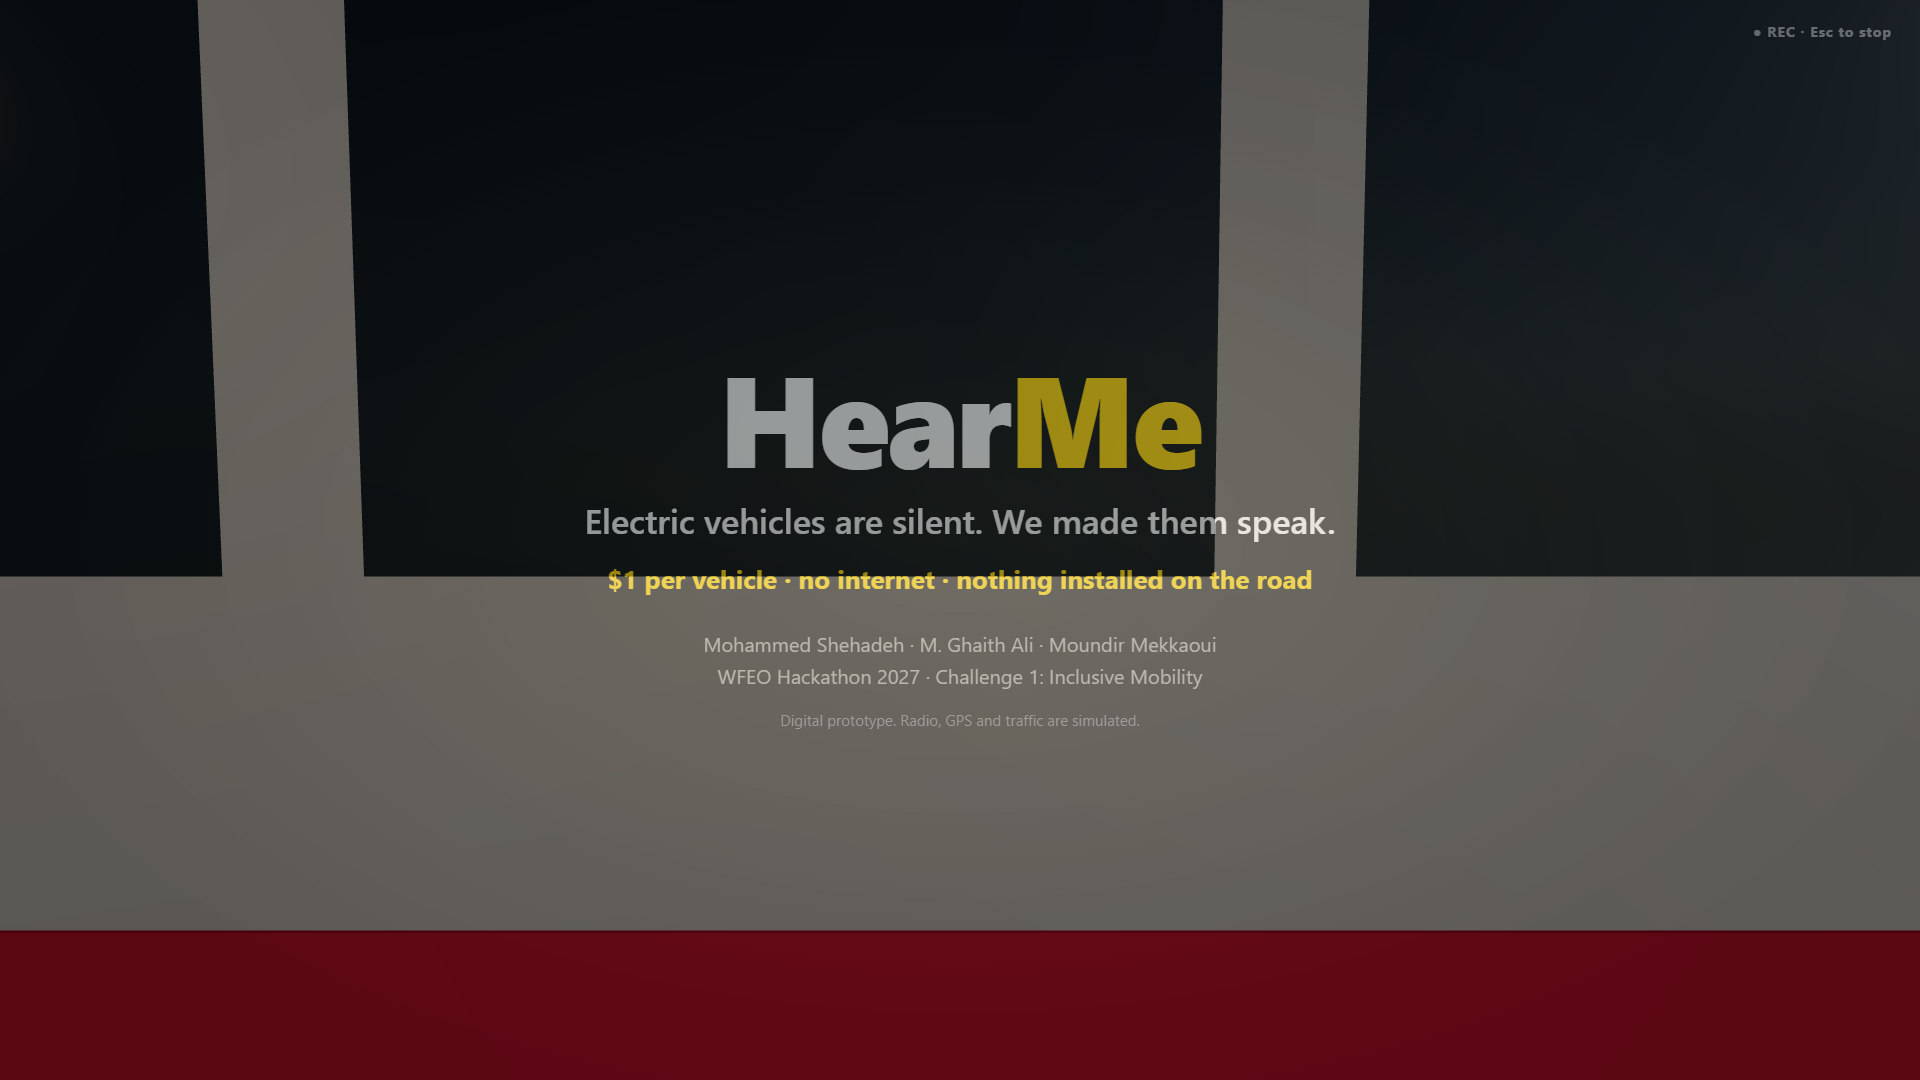 ● REC · Esc to stop
HearMe
Electric vehicles are silent. We made them speak.
$1 per vehicle · no internet · nothing installed on the road
Mohammed Shehadeh · M. Ghaith Ali · Moundir Mekkaoui
WFEO Hackathon 2027 · Challenge 1: Inclusive Mobility
Digital prototype. Radio, GPS and traffic are simulated.